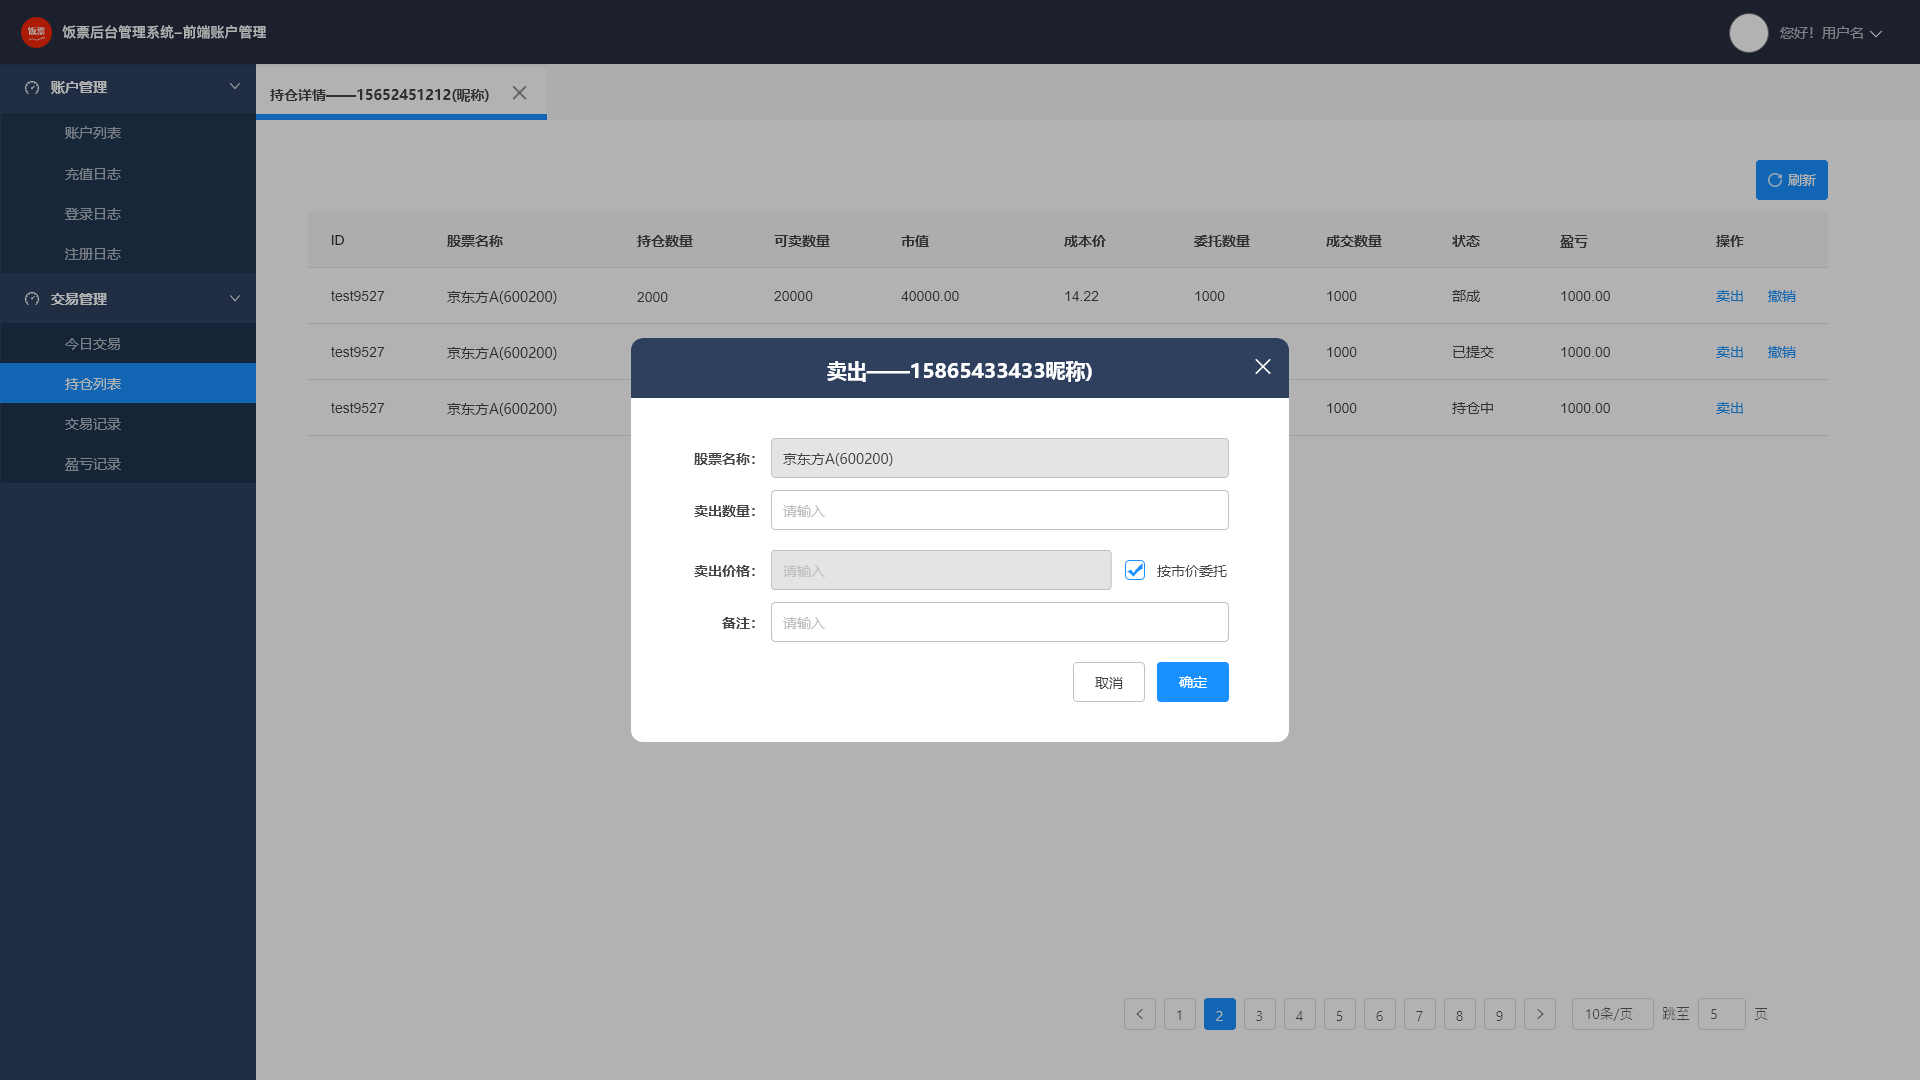 饭票 饭票后台管理系统–前端账户管理
您好！用户名
账户管理
账户列表
充值日志
登录日志
注册日志
交易管理
今日交易
持仓列表
交易记录
盈亏记录
持仓详情——15652451212(昵称)
刷新
ID 股票名称 持仓数量 可卖数量 市值 成本价 委托数量 成交数量 状态 盈亏 操作
test9527 京东方A(600200) 2000 20000 40000.00 14.22 1000 1000 部成 1000.00 卖出 撤销
test9527 京东方A(600200) 1000 已提交 1000.00 卖出 撤销
test9527 京东方A(600200) 1000 持仓中 1000.00 卖出
卖出——15865433433昵称)
股票名称： 京东方A(600200)
卖出数量： 请输入
卖出价格： 请输入 按市价委托
备注： 请输入
取消 确定
1 2 3 4 5 6 7 8 9 10条/页 跳至 5 页